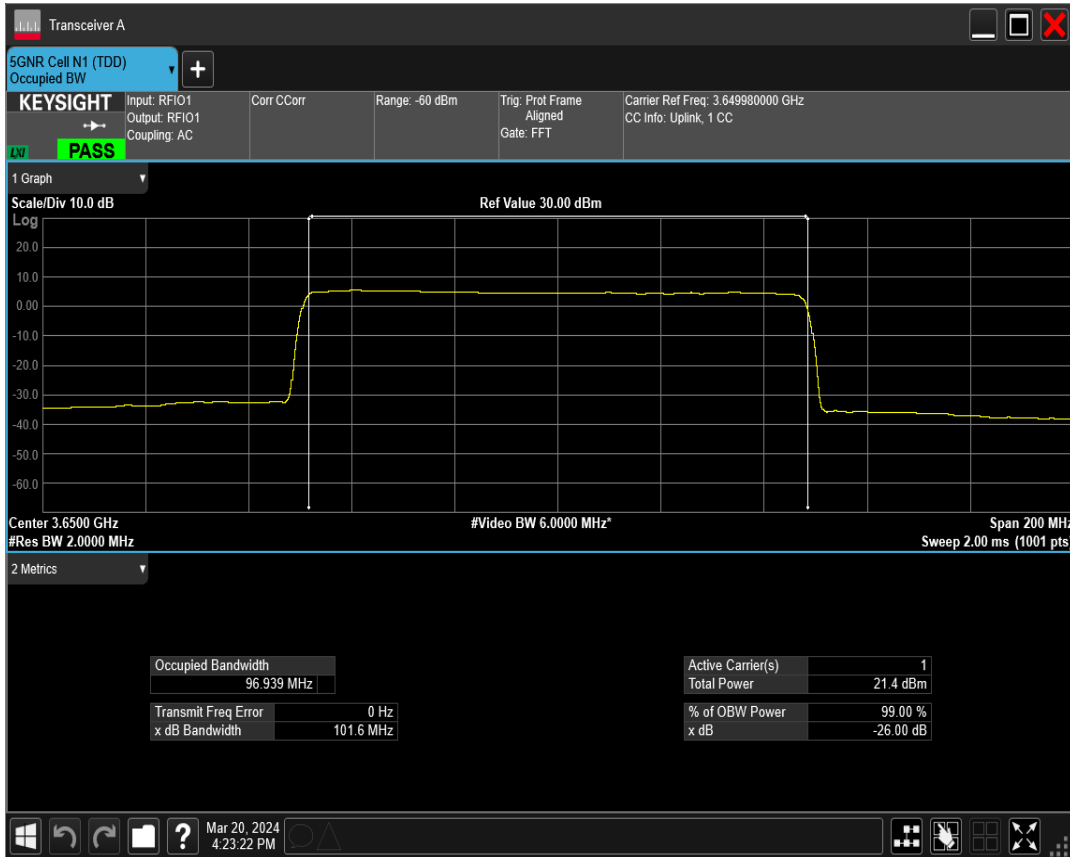 Transceiver A
5GNR Cell N1 (TDD)
Occupied BW
+
KEYSIGHT
Input: RFIO1
Output: RFIO1
Coupling: AC
Corr CCorr
Range: -60 dBm
Trig: Prot Frame
Aligned
Gate: FFT
Carrier Ref Freq: 3.649980000 GHz
CC Info: Uplink, 1 CC
LXI
PASS
1 Graph
Scale/Div 10.0 dB
Ref Value 30.00 dBm
Log
20.0
10.0
0.00
-10.0
-20.0
-30.0
-40.0
-50.0
-60.0
Center 3.6500 GHz
#Video BW 6.0000 MHz*
Span 200 MHz
#Res BW 2.0000 MHz
Sweep 2.00 ms (1001 pts)
2 Metrics
Occupied Bandwidth
96.939 MHz
Transmit Freq Error 0 Hz
x dB Bandwidth 101.6 MHz
Active Carrier(s) 1
Total Power 21.4 dBm
% of OBW Power 99.00 %
x dB -26.00 dB
?
Mar 20, 2024
4:23:22 PM